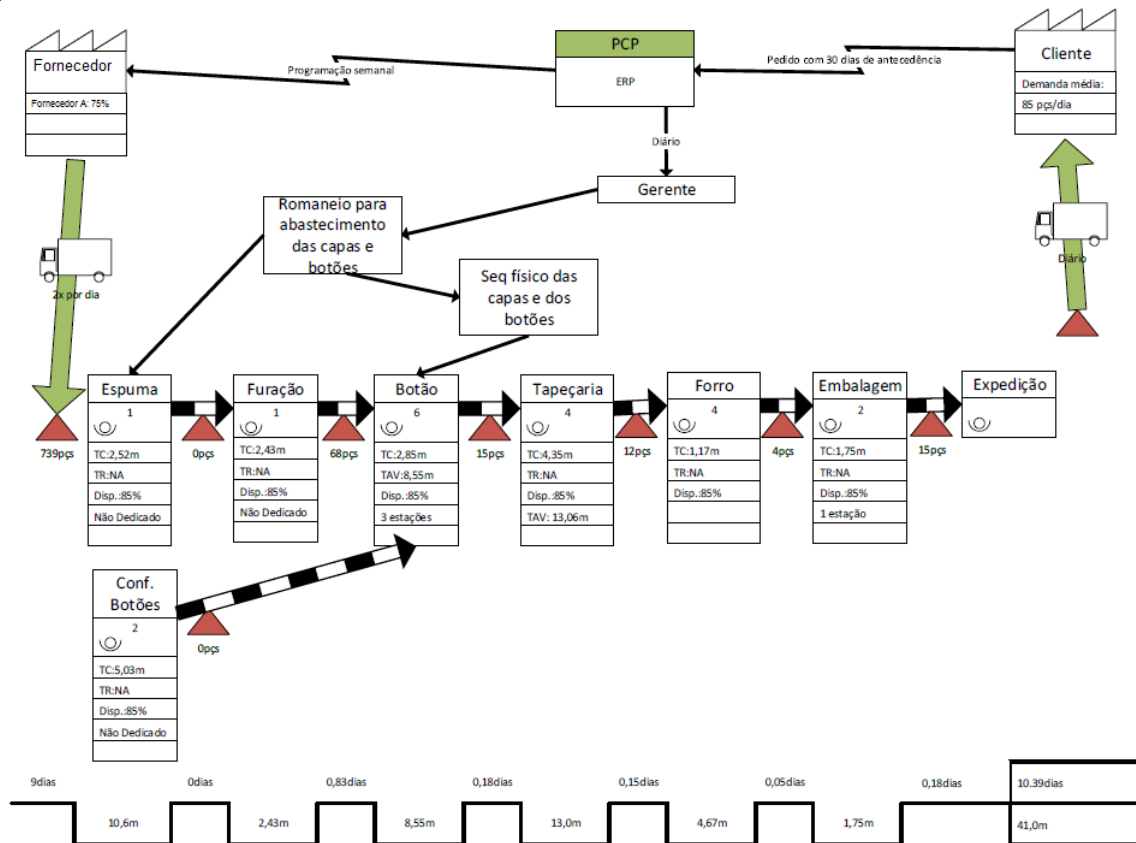 Fornecedor
Fornecedor A: 75%
Programação semanal
PCP
ERP
Pedido com 30 dias de antecedência
Cliente
Demanda média:
85 pçs/dia
Diário
Gerente
Romaneio para
abastecimento
das capas e
botões
Seq físico das
capas e dos
botões
2x por dia
Diário
739pçs
Espuma
1
TC:2,52m
TR:NA
Disp.:85%
Não Dedicado
0pçs
Furação
1
TC:2,43m
TR:NA
Disp.:85%
Não Dedicado
68pçs
Botão
6
TC:2,85m
TAV:8,55m
Disp.:85%
3 estações
15pçs
Tapeçaria
4
TC:4,35m
TR:NA
Disp.:85%
TAV: 13,06m
12pçs
Forro
4
TC:1,17m
TR:NA
Disp.:85%
4pçs
Embalagem
2
TC:1,75m
TR:NA
Disp.:85%
1 estação
15pçs
Expedição
Conf.
Botões
2
TC:5,03m
TR:NA
Disp.:85%
Não Dedicado
0pçs
9dias
0dias
0,83dias
0,18dias
0,15dias
0,05dias
0,18dias
10.39dias
10,6m
2,43m
8,55m
13,0m
4,67m
1,75m
41,0m